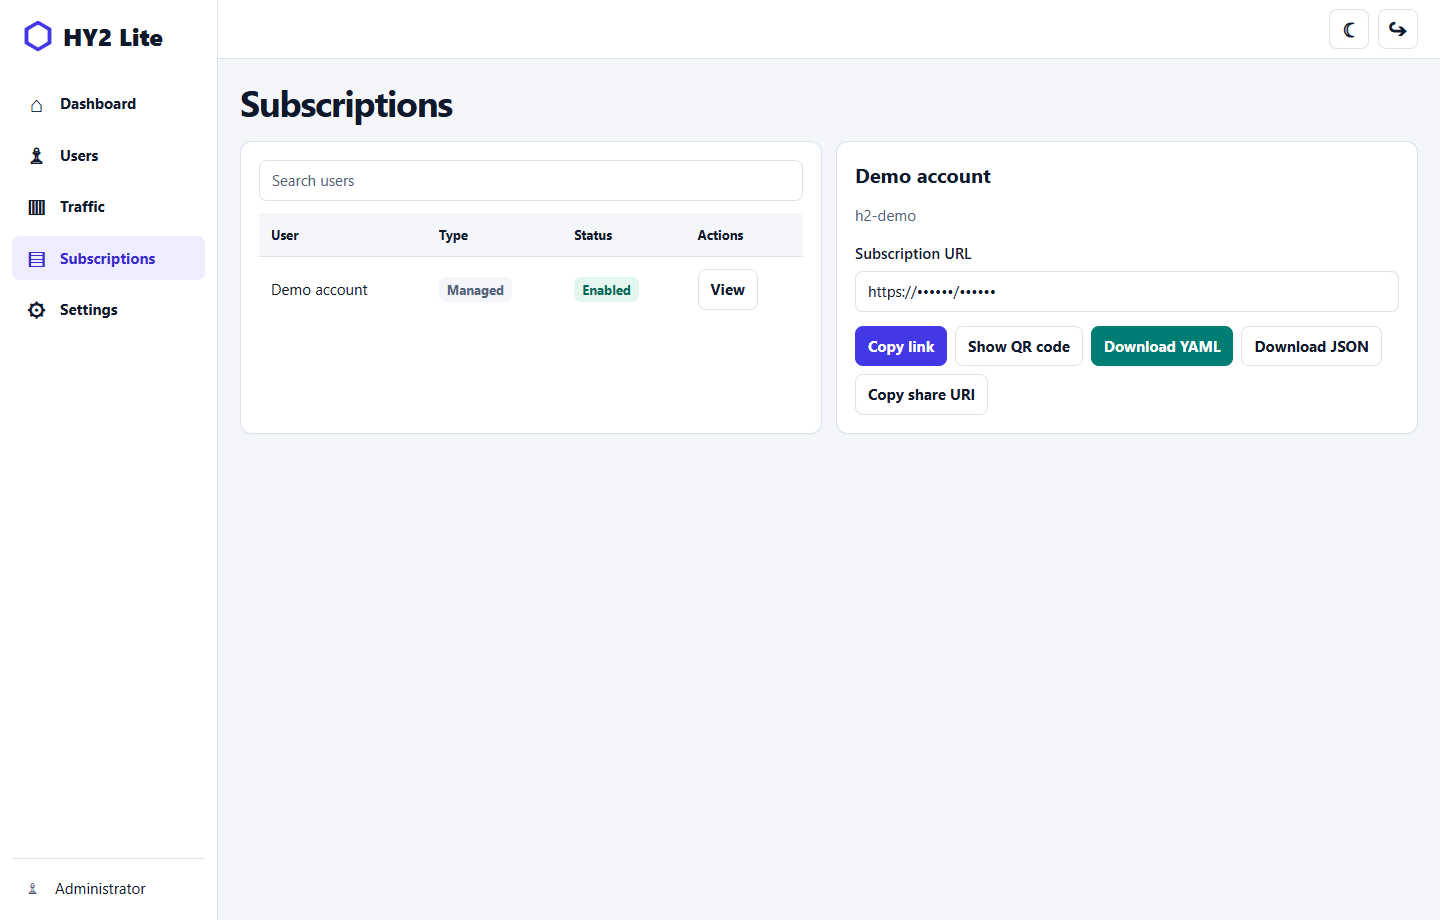 HY2 Lite
Dashboard
Users
Traffic
Subscriptions
Settings
Administrator
Subscriptions
Search users
User Type Status Actions
Demo account Managed Enabled View
Demo account
h2-demo
Subscription URL
https://••••••/••••••
Copy link Show QR code Download YAML Download JSON
Copy share URI